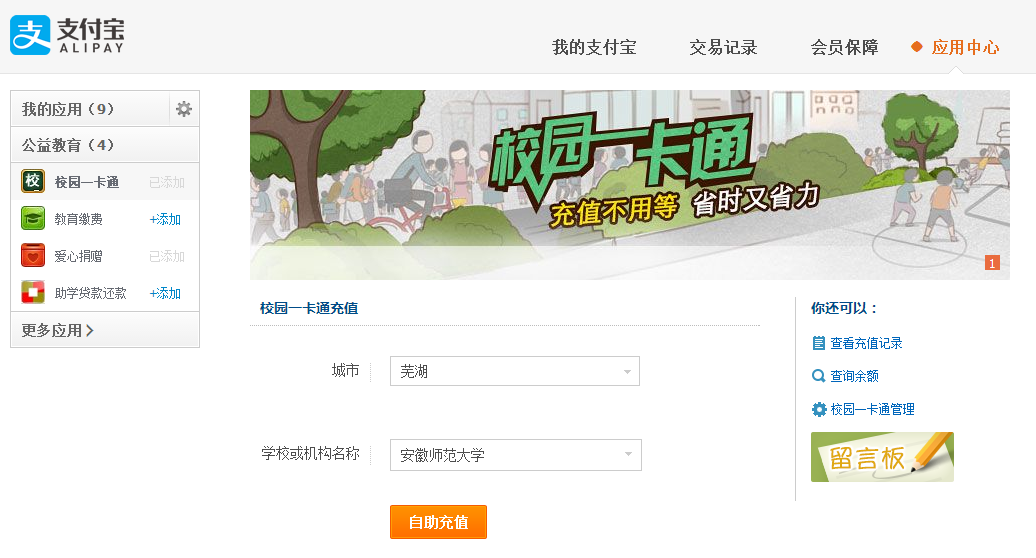 支 支付宝
ALIPAY
我的支付宝 交易记录 会员保障 应用中心
我的应用（9）
公益教育（4）
校 校园一卡通 已添加
教育缴费 +添加
爱心捐赠 已添加
助学贷款还款 +添加
更多应用
校园一卡通
充值不用等 省时又省力
1
校园一卡通充值
城市 芜湖
学校或机构名称 安徽师范大学
自助充值
你还可以：
查看充值记录
查询余额
校园一卡通管理
留言板